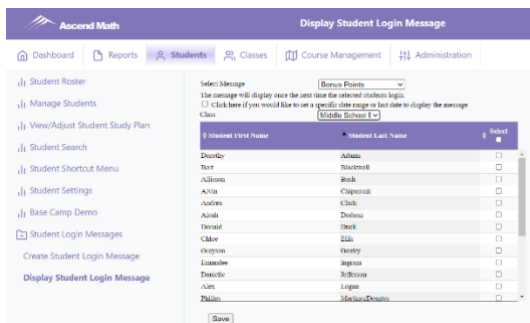 Ascend Math
Display Student Login Message
Dashboard Reports Students Classes Course Management Administration
Student Roster
Manage Students
View/Adjust Student Study Plan
Student Search
Student Shortcut Menu
Student Settings
Base Camp Demo
Student Login Messages
Create Student Login Message
Display Student Login Message
Select Message Bonus Points
The message will display once the next time the selected students login.
Click here if you would like to set a specific date range or last date to display the message
Class Middle School
Student First Name Student Last Name Select
Dorothy Adams
Bert Blackwell
Allison Bush
Alvin Chipmunk
Andrea Clark
Dodson
Donald Duck
Chloe Ellis
Greyson Gentry
Emmalee Ingram
Danielle Jefferson
Alex Logan
Save